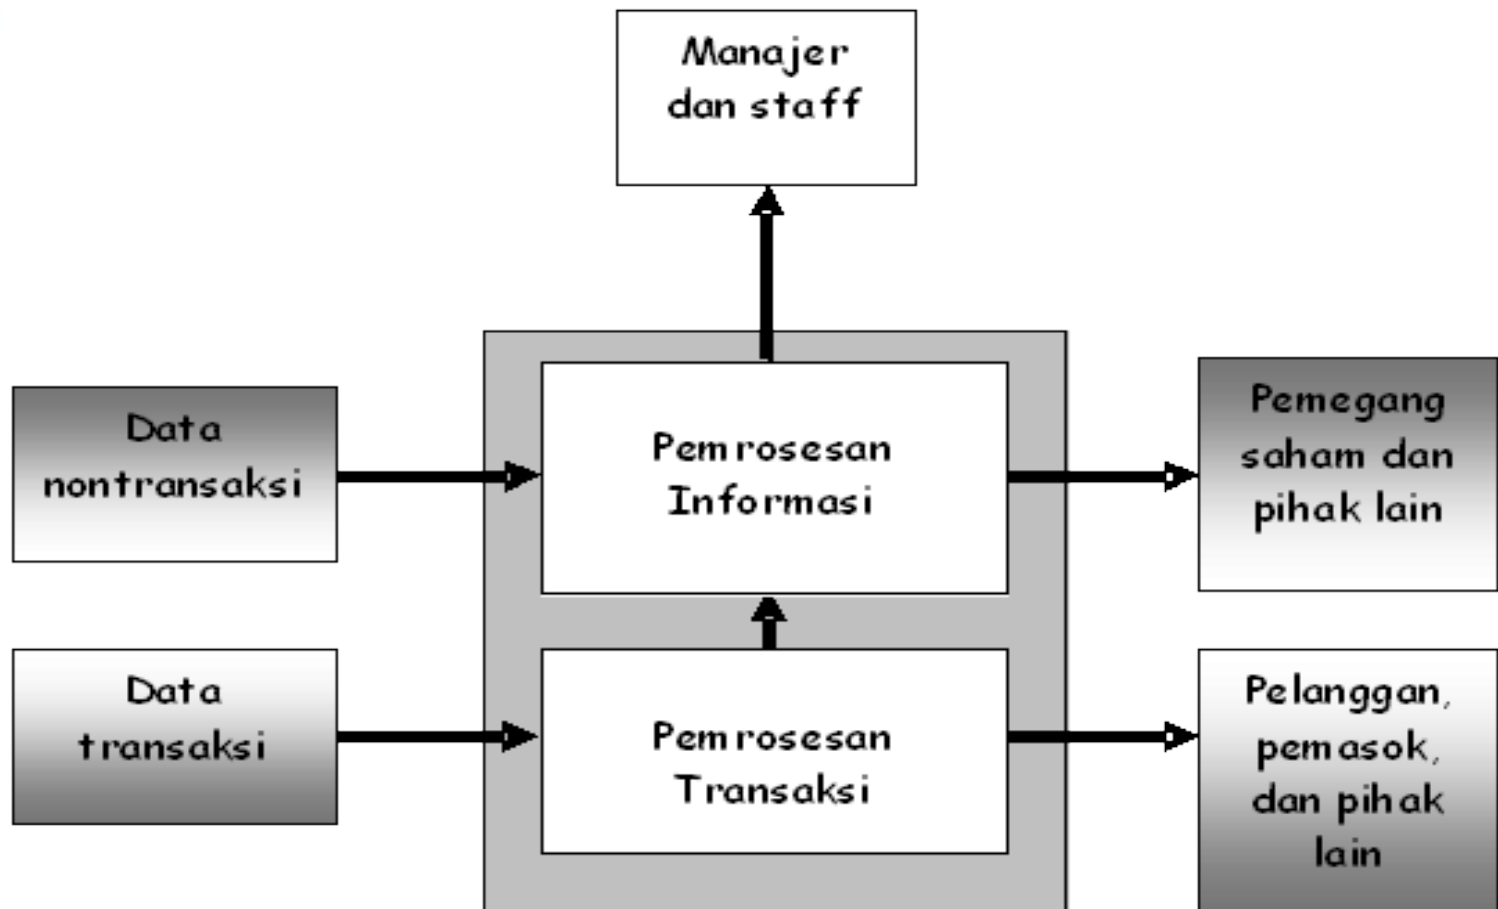 Manajer
dan staff
Data
nontransaksi
Pemrosesan
Informasi
Pemegang
saham dan
pihak lain
Data
transaksi
Pemrosesan
Transaksi
Pelanggan,
pemasok,
dan pihak
lain